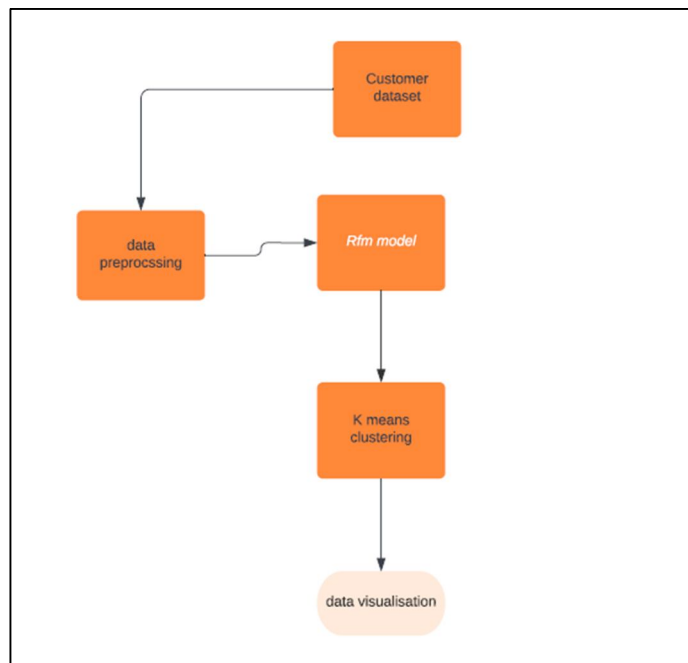 Customer
dataset
data
preprocssing
Rfm model
K means
clustering
data visualisation